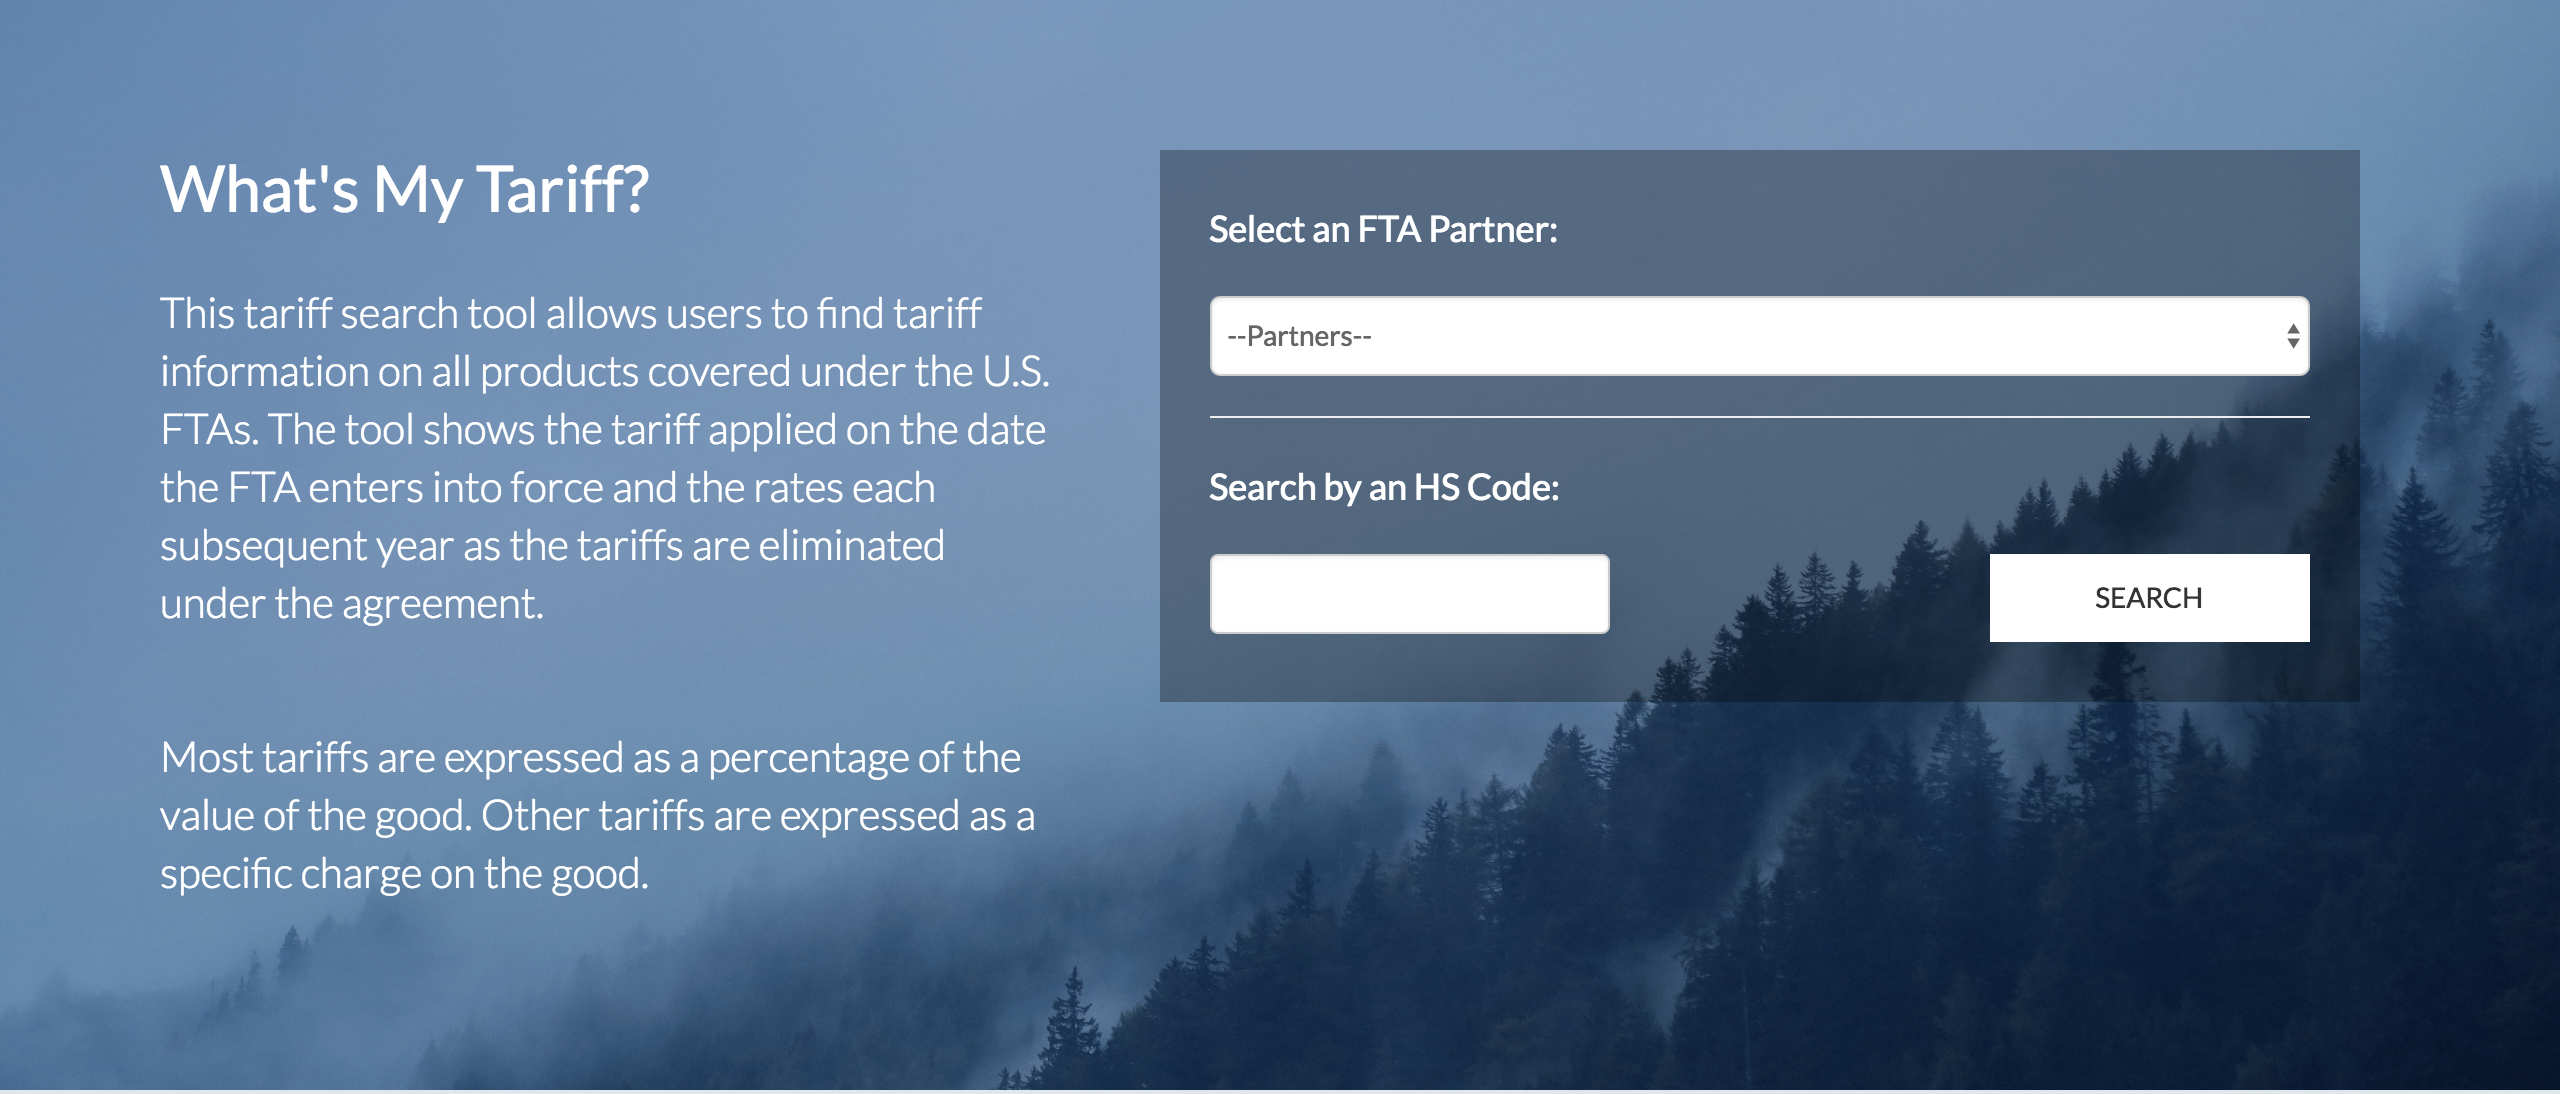 What's My Tariff?
This tariff search tool allows users to find tariff
information on all products covered under the U.S.
FTAs. The tool shows the tariff applied on the date
the FTA enters into force and the rates each
subsequent year as the tariffs are eliminated
under the agreement.
Most tariffs are expressed as a percentage of the
value of the good. Other tariffs are expressed as a
specific charge on the good.
Select an FTA Partner:
--Partners--
Search by an HS Code:
SEARCH